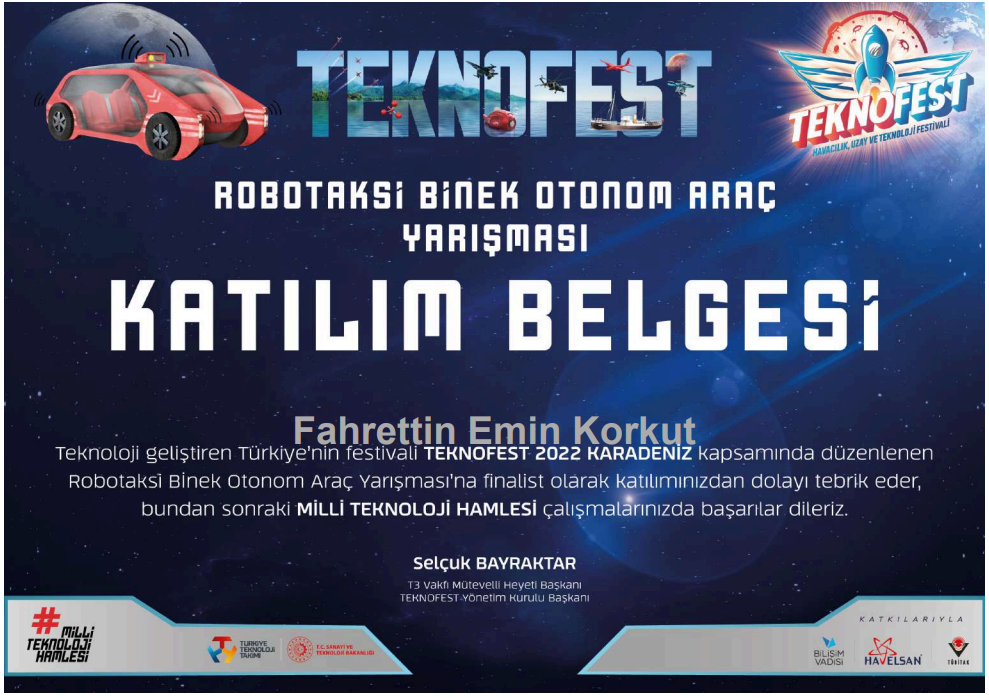 TEKNOFEST
TEKNOFEST
HAVACILIK, UZAY VE TEKNOLOJİ FESTİVALİ
ROBOTAKSİ BİNEK OTONOM ARAÇ
YARIŞMASI
KATILIM BELGESİ
Fahrettin Emin Korkut
Teknoloji geliştiren Türkiye'nin festivali TEKNOFEST 2022 KARADENİZ kapsamında düzenlenen
Robotaksi Binek Otonom Araç Yarışması'na finalist olarak katılımınızdan dolayı tebrik eder,
bundan sonraki MİLLİ TEKNOLOJİ HAMLESİ çalışmalarınızda başarılar dileriz.
Selçuk BAYRAKTAR
T3 Vakfı Mütevelli Heyeti Başkanı
TEKNOFEST Yönetim Kurulu Başkanı
#MİLLİ
TEKNOLOJİ
HAMLESİ
TÜRKİYE
TEKNOLOJİ
TAKIMI
T.C. SANAYİ VE
TEKNOLOJİ BAKANLIĞI
KATKILARIYLA
BİLİŞİM
VADİSİ
HAVELSAN
TÜBİTAK